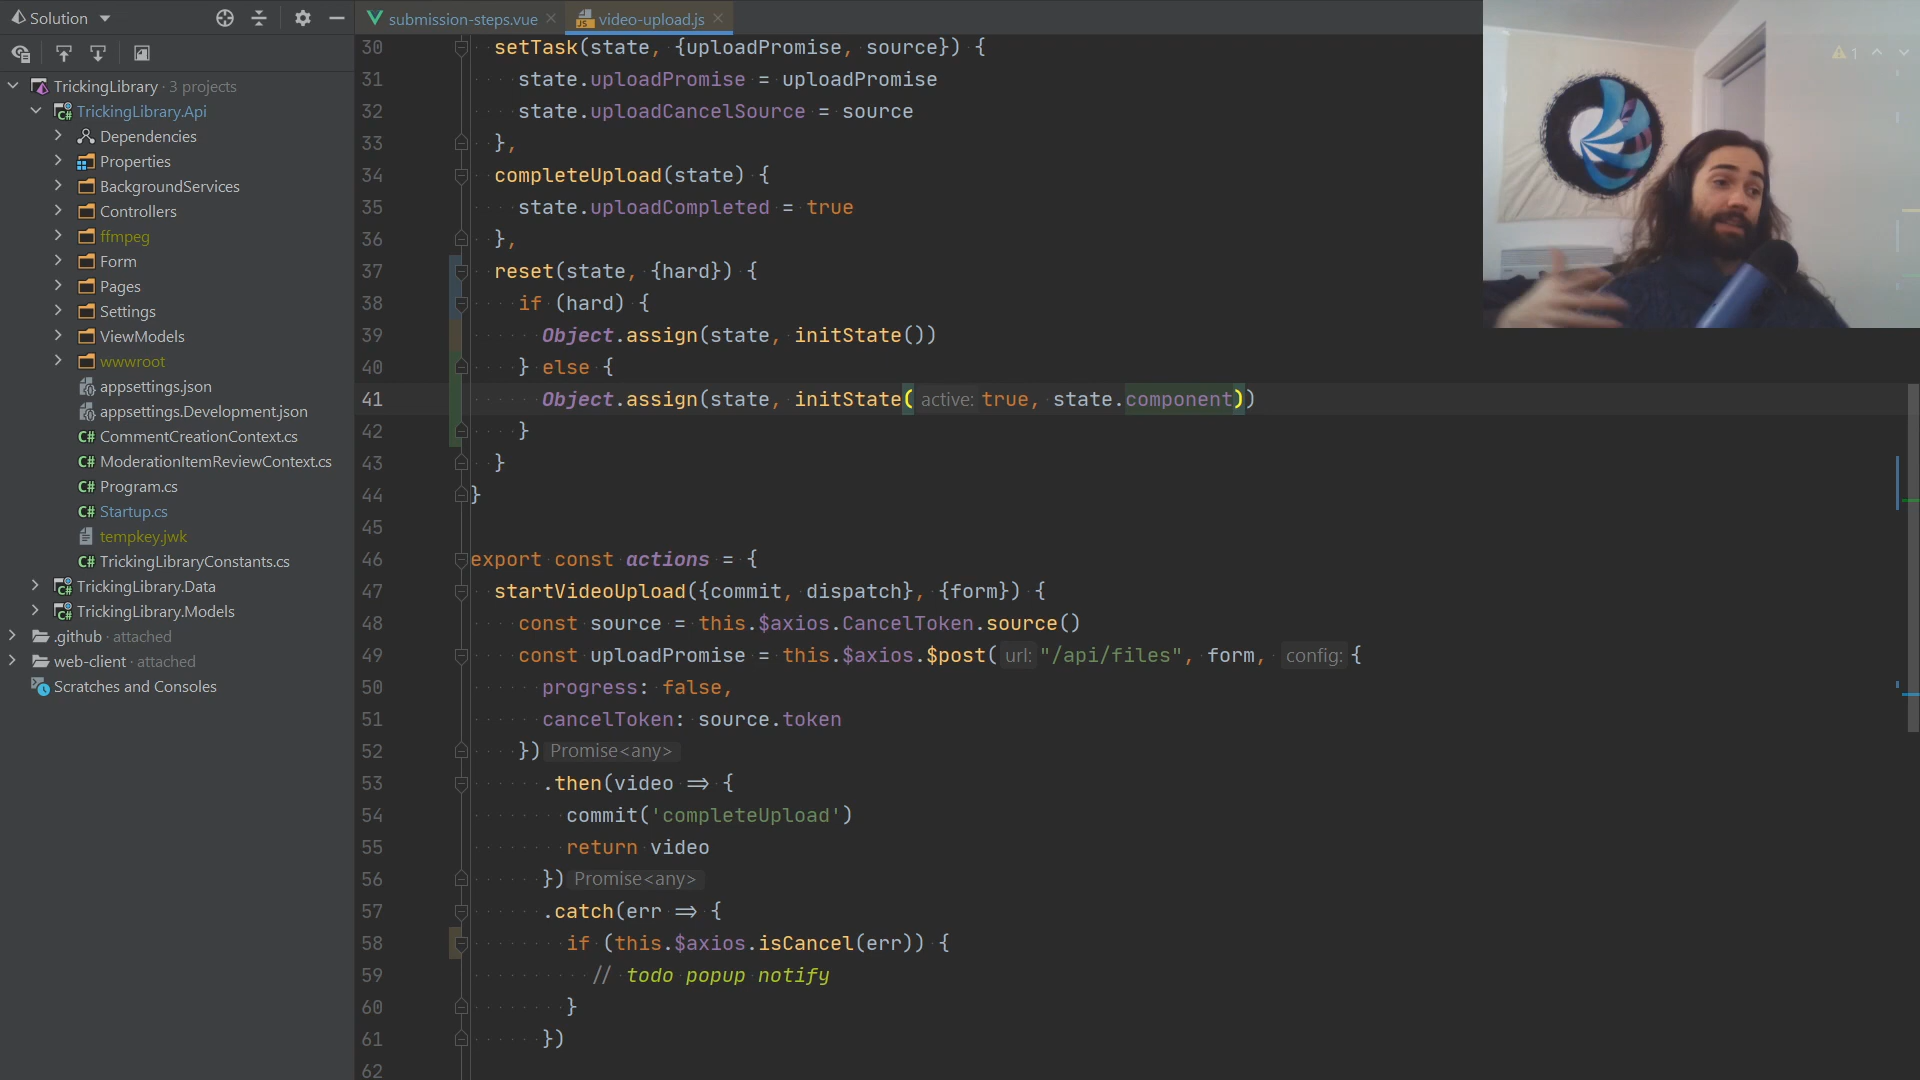 Solution
submission-steps.vue
video-upload.js
TrickingLibrary · 3 projects
TrickingLibrary.Api
Dependencies
Properties
BackgroundServices
Controllers
ffmpeg
Form
Pages
Settings
ViewModels
wwwroot
appsettings.json
appsettings.Development.json
CommentCreationContext.cs
ModerationItemReviewContext.cs
Program.cs
Startup.cs
tempkey.jwk
TrickingLibraryConstants.cs
TrickingLibrary.Data
TrickingLibrary.Models
.github · attached
web-client · attached
Scratches and Consoles
30 setTask(state, {uploadPromise, source}) {
31 state.uploadPromise = uploadPromise
32 state.uploadCancelSource = source
33 },
34 completeUpload(state) {
35 state.uploadCompleted = true
36 },
37 reset(state, {hard}) {
38 if (hard) {
39 Object.assign(state, initState())
40 } else {
41 Object.assign(state, initState( active: true, state.component))
42 }
43 }
44 }
45
46 export const actions = {
47 startVideoUpload({commit, dispatch}, {form}) {
48 const source = this.$axios.CancelToken.source()
49 const uploadPromise = this.$axios.$post( url: "/api/files", form, config: {
50 progress: false,
51 cancelToken: source.token
52 }) Promise<any>
53 .then(video => {
54 commit('completeUpload')
55 return video
56 }) Promise<any>
57 .catch(err => {
58 if (this.$axios.isCancel(err)) {
59 // todo popup notify
60 }
61 })
62
1